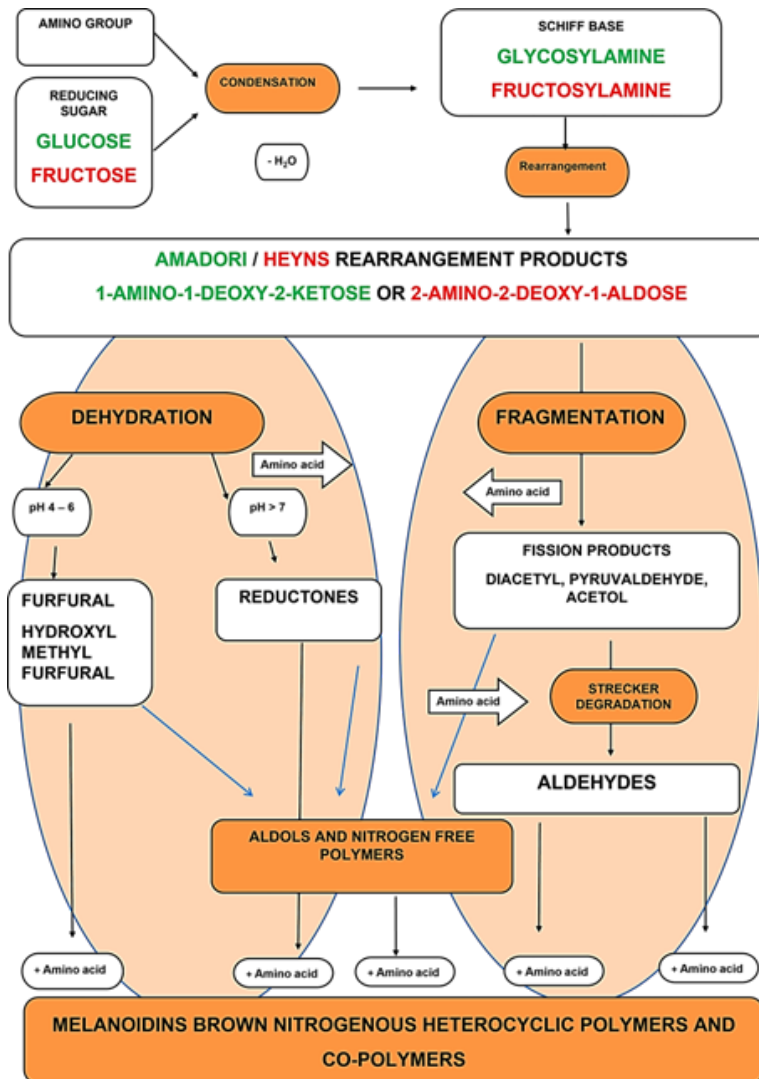 AMINO GROUP
REDUCING
SUGAR
GLUCOSE
FRUCTOSE
CONDENSATION
- H₂O
SCHIFF BASE
GLYCOSYLAMINE
FRUCTOSYLAMINE
Rearrangement
AMADORI / HEYNS REARRANGEMENT PRODUCTS
1-AMINO-1-DEOXY-2-KETOSE OR 2-AMINO-2-DEOXY-1-ALDOSE
DEHYDRATION
FRAGMENTATION
Amino acid
Amino acid
pH 4 – 6
pH > 7
FURFURAL
HYDROXYL
METHYL
FURFURAL
REDUCTONES
FISSION PRODUCTS
DIACETYL, PYRUVALDEHYDE,
ACETOL
Amino acid
STRECKER
DEGRADATION
ALDEHYDES
ALDOLS AND NITROGEN FREE
POLYMERS
+ Amino acid
+ Amino acid
+ Amino acid
+ Amino acid
+ Amino acid
MELANOIDINS BROWN NITROGENOUS HETEROCYCLIC POLYMERS AND
CO-POLYMERS